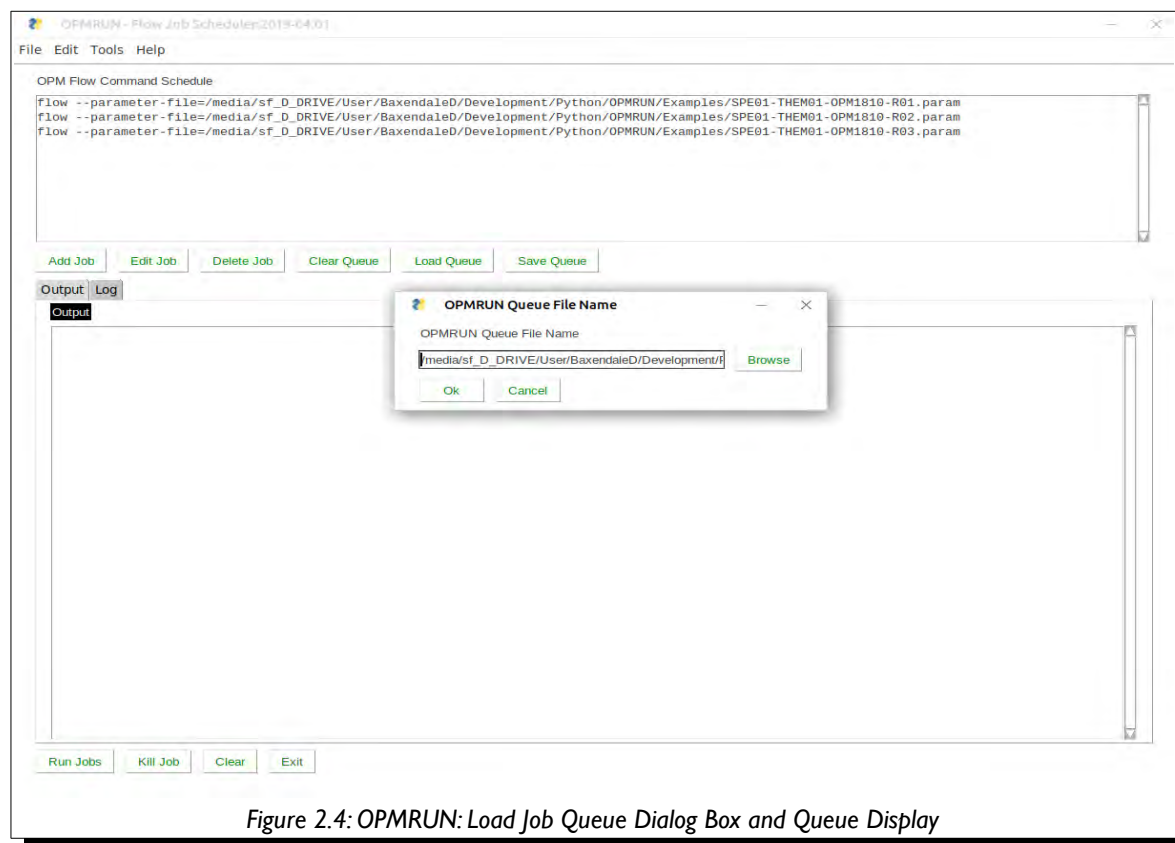 OPMRUN - Flow Job Scheduler 2019-04.01
File Edit Tools Help
OPM Flow Command Schedule
flow --parameter-file=/media/sf_D_DRIVE/User/BaxendaleD/Development/Python/OPMRUN/Examples/SPE01-THEM01-OPM1810-R01.param
flow --parameter-file=/media/sf_D_DRIVE/User/BaxendaleD/Development/Python/OPMRUN/Examples/SPE01-THEM01-OPM1810-R02.param
flow --parameter-file=/media/sf_D_DRIVE/User/BaxendaleD/Development/Python/OPMRUN/Examples/SPE01-THEM01-OPM1810-R03.param
Add Job Edit Job Delete Job Clear Queue Load Queue Save Queue
Output Log
Output
OPMRUN Queue File Name
OPMRUN Queue File Name
/media/sf_D_DRIVE/User/BaxendaleD/Development/ Browse
Ok Cancel
Run Jobs Kill Job Clear Exit
Figure 2.4: OPMRUN: Load Job Queue Dialog Box and Queue Display